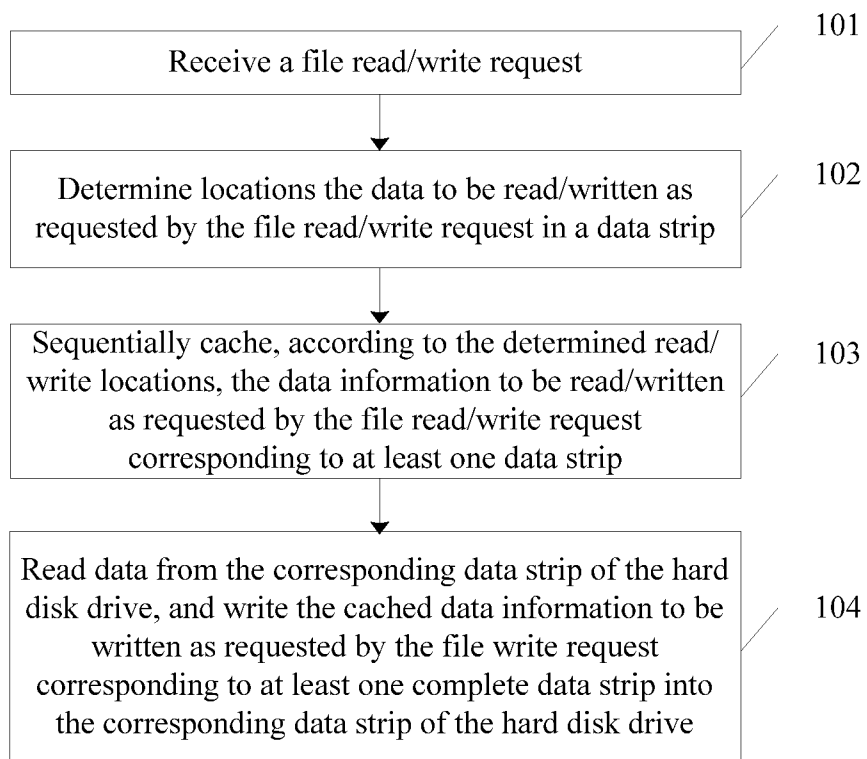 101
Receive a file read/write request
102
Determine locations the data to be read/written as
requested by the file read/write request in a data strip
103
Sequentially cache, according to the determined read/
write locations, the data information to be read/written
as requested by the file read/write request
corresponding to at least one data strip
Read data from the corresponding data strip of the hard
disk drive, and write the cached data information to be
104
written as requested by the file write request
corresponding to at least one complete data strip into
the corresponding data strip of the hard disk drive